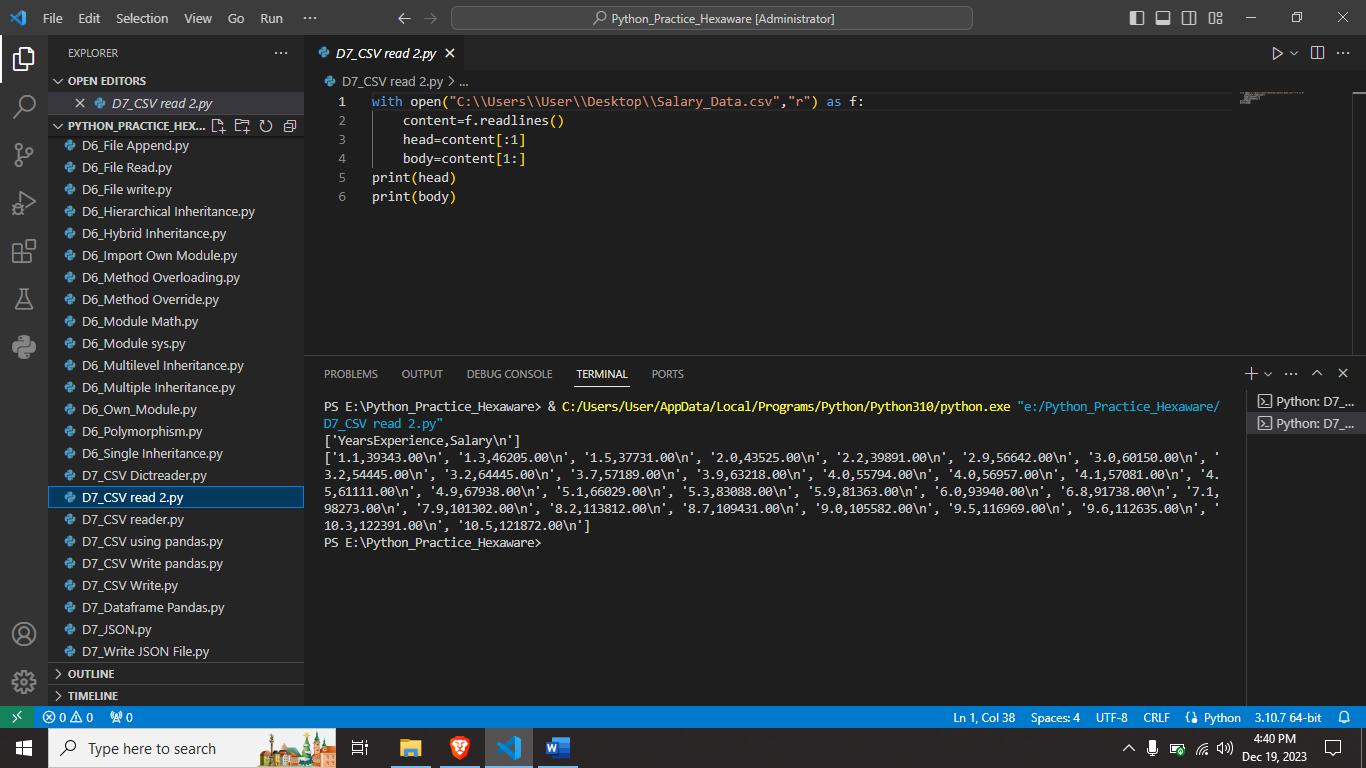 File Edit Selection View Go Run ··· Python_Practice_Hexaware [Administrator]
EXPLORER
OPEN EDITORS
D7_CSV read 2.py
PYTHON_PRACTICE_HEX...
D6_File Append.py
D6_File Read.py
D6_File write.py
D6_Hierarchical Inheritance.py
D6_Hybrid Inheritance.py
D6_Import Own Module.py
D6_Method Overloading.py
D6_Method Override.py
D6_Module Math.py
D6_Module sys.py
D6_Multilevel Inheritance.py
D6_Multiple Inheritance.py
D6_Own_Module.py
D6_Polymorphism.py
D6_Single Inheritance.py
D7_CSV Dictreader.py
D7_CSV read 2.py
D7_CSV reader.py
D7_CSV using pandas.py
D7_CSV Write pandas.py
D7_CSV Write.py
D7_Dataframe Pandas.py
D7_JSON.py
D7_Write JSON File.py
OUTLINE
TIMELINE
D7_CSV read 2.py
D7_CSV read 2.py > ...
1 with open("C:\\Users\\User\\Desktop\\Salary_Data.csv","r") as f:
2 content=f.readlines()
3 head=content[:1]
4 body=content[1:]
5 print(head)
6 print(body)
PROBLEMS OUTPUT DEBUG CONSOLE TERMINAL PORTS
PS E:\Python_Practice_Hexaware> & C:/Users/User/AppData/Local/Programs/Python/Python310/python.exe "e:/Python_Practice_Hexaware/
D7_CSV read 2.py"
['YearsExperience,Salary\n']
['1.1,39343.00\n', '1.3,46205.00\n', '1.5,37731.00\n', '2.0,43525.00\n', '2.2,39891.00\n', '2.9,56642.00\n', '3.0,60150.00\n', '
3.2,54445.00\n', '3.2,64445.00\n', '3.7,57189.00\n', '3.9,63218.00\n', '4.0,55794.00\n', '4.0,56957.00\n', '4.1,57081.00\n', '4.
5,61111.00\n', '4.9,67938.00\n', '5.1,66029.00\n', '5.3,83088.00\n', '5.9,81363.00\n', '6.0,93940.00\n', '6.8,91738.00\n', '7.1,
98273.00\n', '7.9,101302.00\n', '8.2,113812.00\n', '8.7,109431.00\n', '9.0,105582.00\n', '9.5,116969.00\n', '9.6,112635.00\n', '
10.3,122391.00\n', '10.5,121872.00\n']
PS E:\Python_Practice_Hexaware>
Python: D7_...
Python: D7_...
0 0 0 Ln 1, Col 38 Spaces: 4 UTF-8 CRLF Python 3.10.7 64-bit
Type here to search
4:40 PM
Dec 19, 2023